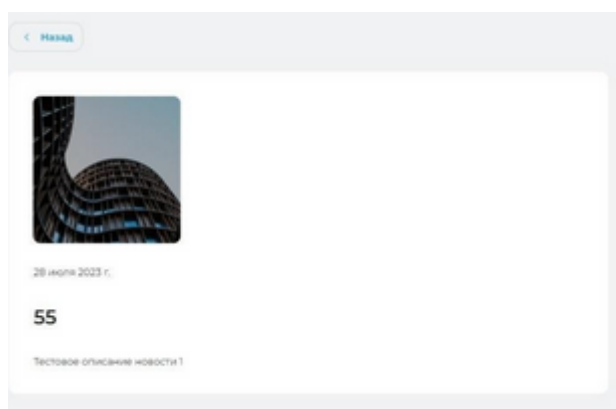 Назад
28 июля 2023 г.
55
Тестовое описание новости 1